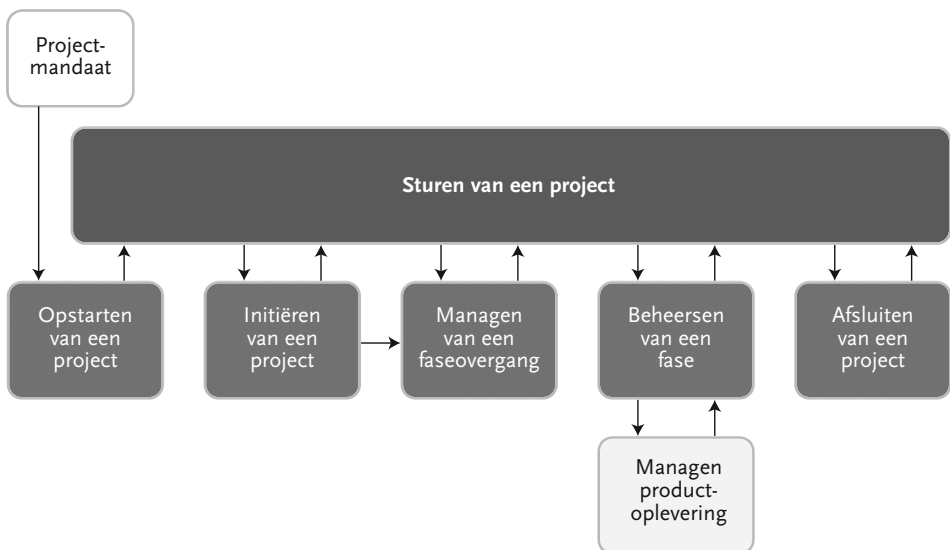 Project-
mandaat
Sturen van een project
Opstarten
van een
project
Initiëren
van een
project
Managen
van een
faseovergang
Beheersen
van een
fase
Afsluiten
van een
project
Managen
product-
oplevering